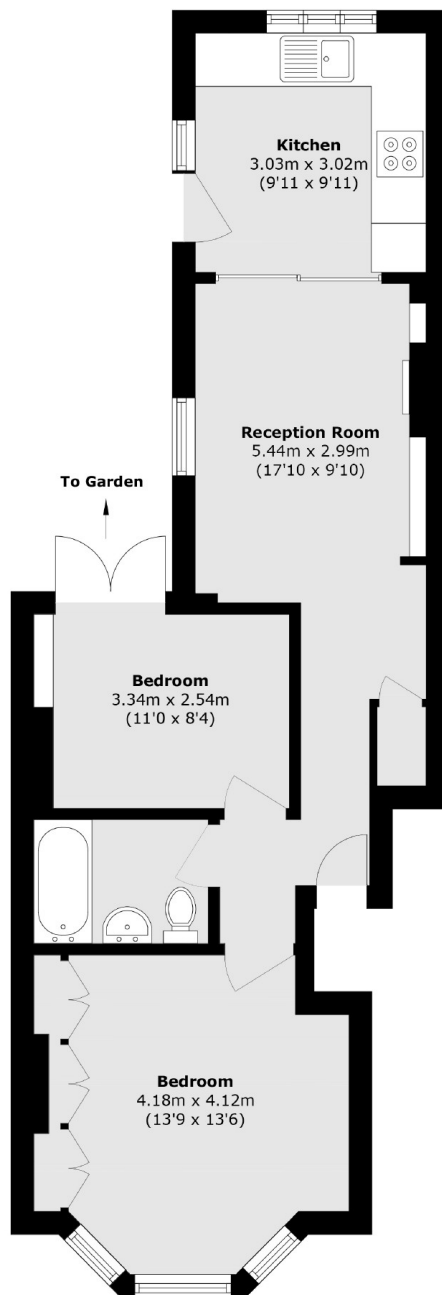 Kitchen
3.03m x 3.02m
(9'11 x 9'11)
Reception Room
5.44m x 2.99m
(17'10 x 9'10)
To Garden
Bedroom
3.34m x 2.54m
(11'0 x 8'4)
Bedroom
4.18m x 4.12m
(13'9 x 13'6)